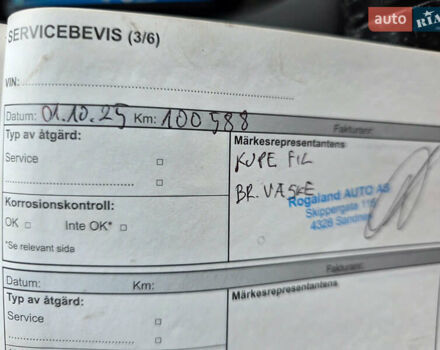 auto RIA
SERVICEBEVIS (3/6)
VIN:
Datum: 01.10.25 Km: 100588 Fakturanr:
Typ av åtgärd: Märkesrepresentantens
Service KUPE FIL
BR. VÄSKE
Korrosionskontroll: Rogaland AUTO AS
OK Inte OK* Skippergata 116
4326 Sandnes
*Se relevant sida
Datum: Km: Fakturanr:
Typ av åtgärd: Märkesrepresentantens
Service